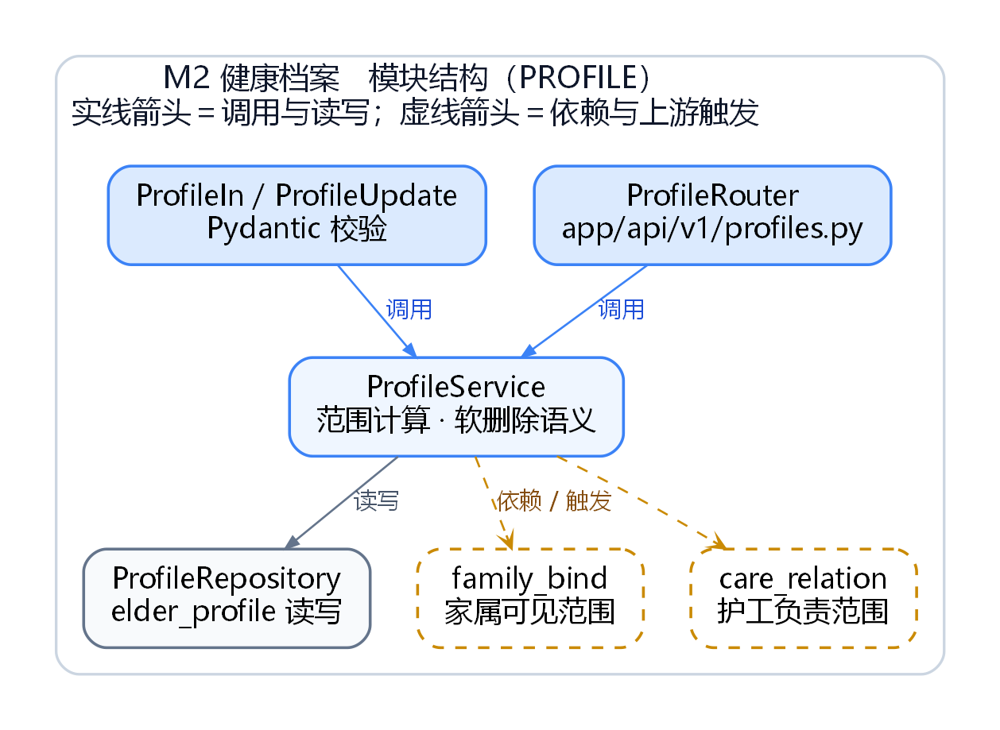 M2 健康档案　模块结构（PROFILE）
实线箭头＝调用与读写；虚线箭头＝依赖与上游触发
ProfileIn / ProfileUpdate
Pydantic 校验
ProfileRouter
app/api/v1/profiles.py
调用
调用
ProfileService
范围计算 · 软删除语义
读写
依赖 / 触发
ProfileRepository
elder_profile 读写
family_bind
家属可见范围
care_relation
护工负责范围